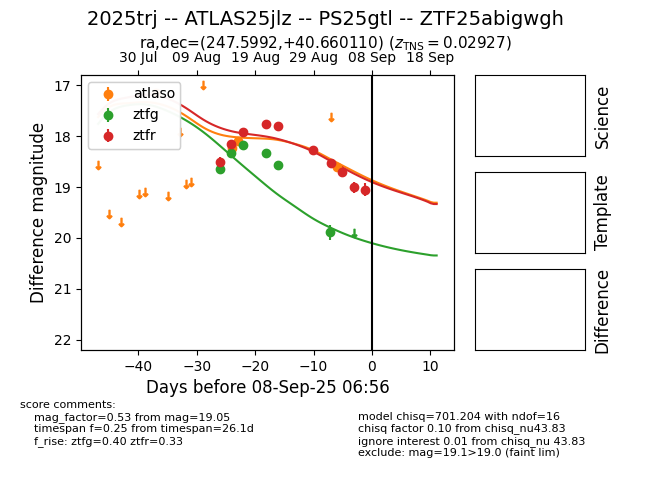 2025trj -- ATLAS25jlz -- PS25gtl -- ZTF25abigwgh
ra,dec=(247.5992,+40.660110) (zTNS = 0.02927)
30 Jul 09 Aug 19 Aug 29 Aug 08 Sep 18 Sep
atlaso
ztfg
ztfr
17
18
19
20
21
22
Difference magnitude
−40 −30 −20 −10 0 10
Days before 08-Sep-25 06:56
Science
Template
Difference
score comments:
mag_factor=0.53 from mag=19.05
timespan f=0.25 from timespan=26.1d
f_rise: ztfg=0.40 ztfr=0.33
model chisq=701.204 with ndof=16
chisq factor 0.10 from chisq_nu43.83
ignore interest 0.01 from chisq_nu 43.83
exclude: mag=19.1>19.0 (faint lim)